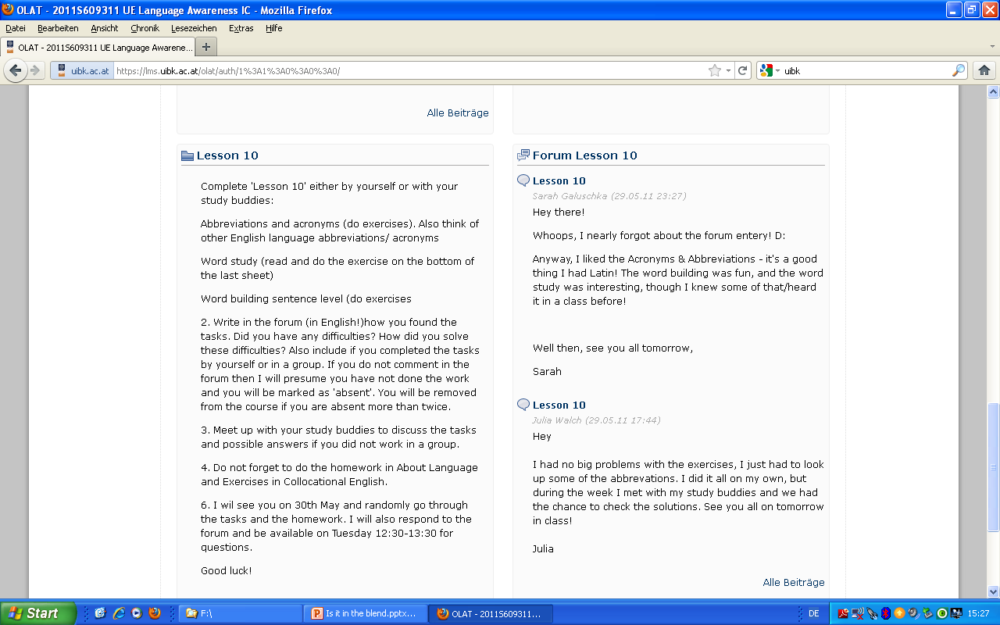 OLAT - 2011S609311 UE Language Awareness IC - Mozilla Firefox
Datei Bearbeiten Ansicht Chronik Lesezeichen Extras Hilfe
OLAT - 2011S609311 UE Language Awarene...
uibk.ac.at https://lms.uibk.ac.at/olat/auth/1%3A1%3A0%3A0%3A0/ uibk
Alle Beiträge
Lesson 10
Complete 'Lesson 10' either by yourself or with your
study buddies:
Abbreviations and acronyms (do exercises). Also think of
other English language abbreviations/ acronyms
Word study (read and do the exercise on the bottom of
the last sheet)
Word building sentence level (do exercises
2. Write in the forum (in English!)how you found the
tasks. Did you have any difficulties? How did you solve
these difficulties? Also include if you completed the tasks
by yourself or in a group. If you do not comment in the
forum then I will presume you have not done the work
and you will be marked as 'absent'. You will be removed
from the course if you are absent more than twice.
3. Meet up with your study buddies to discuss the tasks
and possible answers if you did not work in a group.
4. Do not forget to do the homework in About Language
and Exercises in Collocational English.
6. I wil see you on 30th May and randomly go through
the tasks and the homework. I will also respond to the
forum and be available on Tuesday 12:30-13:30 for
questions.
Good luck!
Forum Lesson 10
Lesson 10
Sarah Galuschka (29.05.11 23:27)
Hey there!
Whoops, I nearly forgot about the forum entery! D:
Anyway, I liked the Acronyms & Abbreviations - it's a good
thing I had Latin! The word building was fun, and the word
study was interesting, though I knew some of that/heard
it in a class before!
Well then, see you all tomorrow,
Sarah
Lesson 10
Julia Walch (29.05.11 17:44)
Hey
I had no big problems with the exercises, I just had to look
up some of the abbrevations. I did it all on my own, but
during the week I met with my study buddies and we had
the chance to check the solutions. See you all on tomorrow
in class!
Julia
Alle Beiträge
Start F:\ Is it in the blend.pptx... OLAT - 2011S609311... DE 15:27